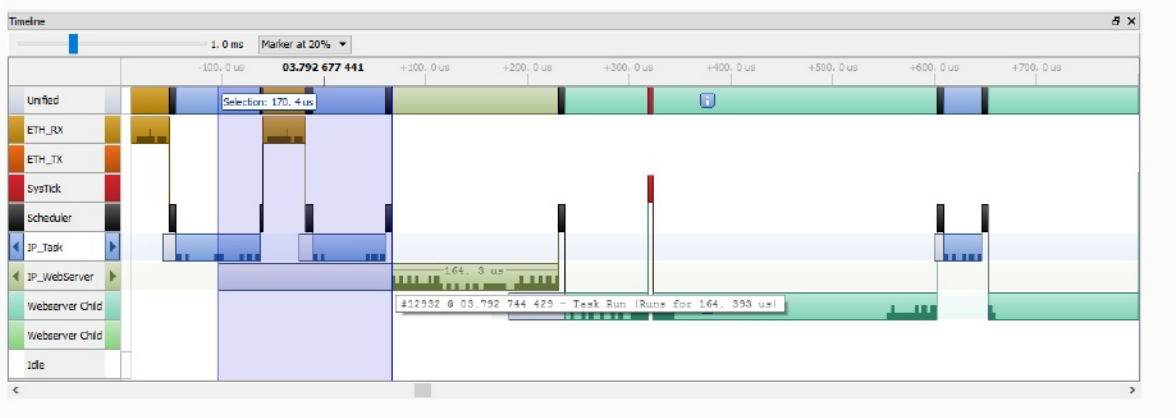 Timeline
1. 0 ms Marker at 20%
-100. 0 us 03.792 677 441 +100. 0 us +200. 0 us +300. 0 us +400. 0 us +500. 0 us +600. 0 us +700. 0 us
Unified
Selection: 170. 4 us
ETH_RX
ETH_TX
SysTick
Scheduler
IP_Task
IP_WebServer
164. 3 us
#12932 @ 03.792 744 429 - Task Run (Runs for 164. 393 us)
Webserver Child
Webserver Child
Idle